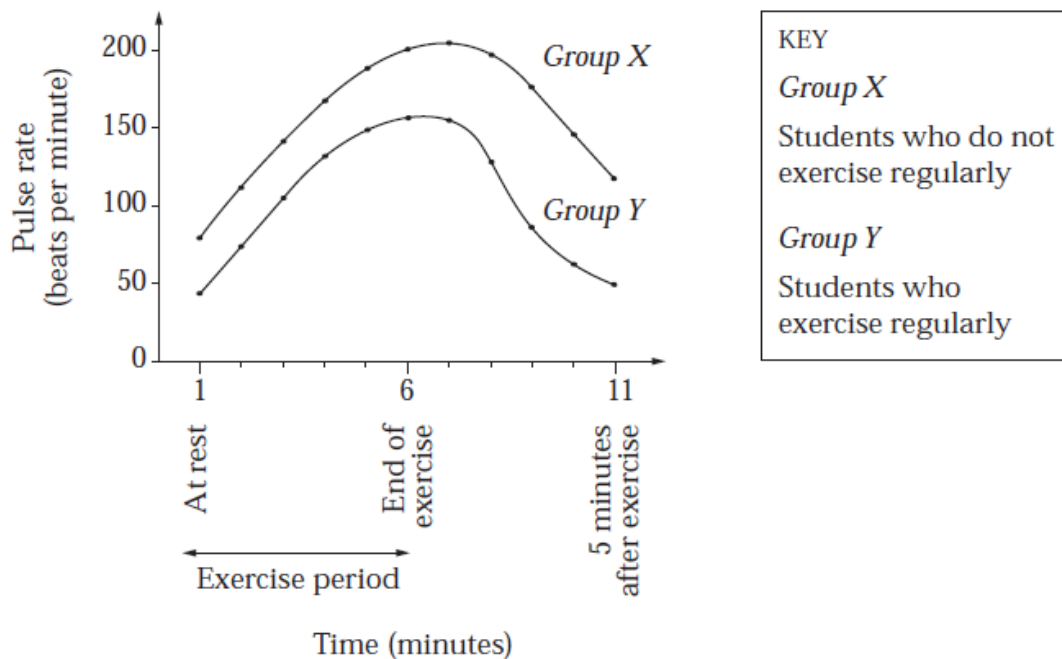 200
150
100
50
0
Pulse rate
(beats per minute)
Group X
Group Y
1
6
11
At rest
End of
exercise
5 minutes
after exercise
Exercise period
Time (minutes)
KEY
Group X
Students who do not
exercise regularly
Group Y
Students who
exercise regularly